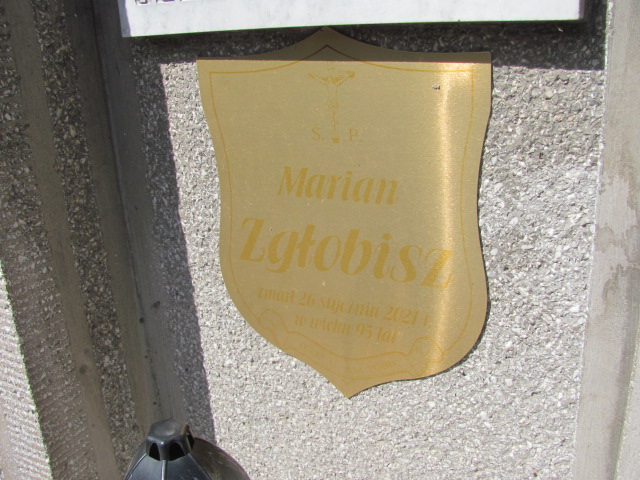 Ś. P.
Marian
Zgłobisz
zmarł 26 stycznia 2021 r.
w wieku 95 lat